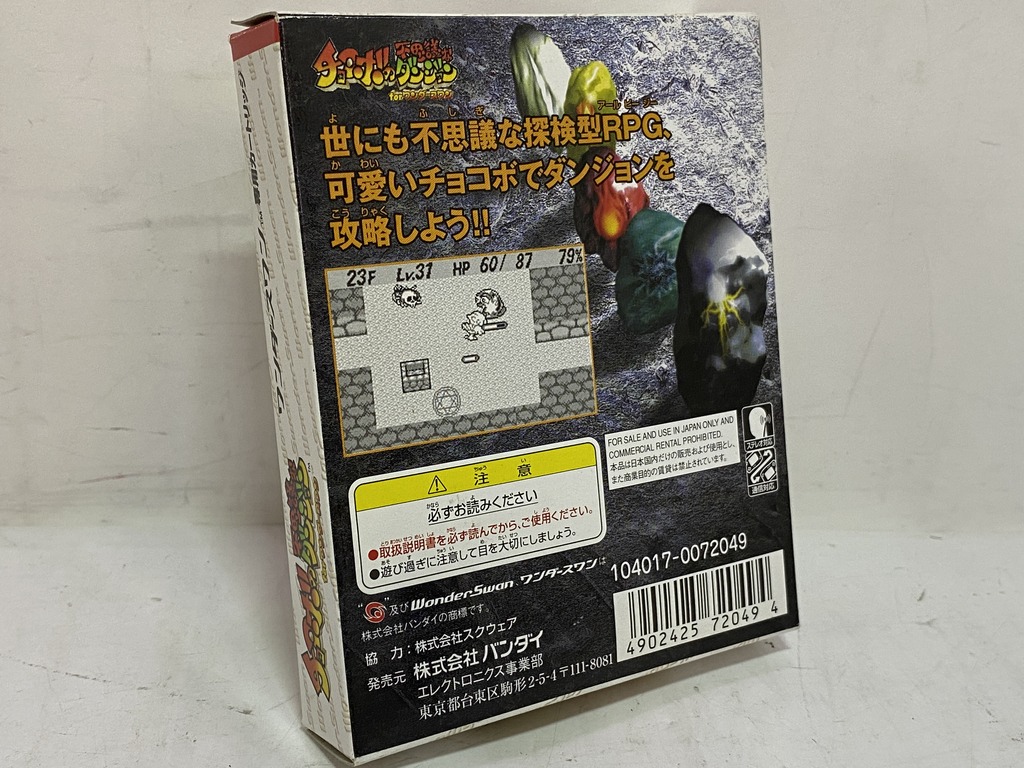 チョコボの
不思議な
ダンジョン
for ワンダースワン
世にも不思議な探検型RPG、
可愛いチョコボでダンジョンを
攻略しよう!!
23F Lv.31 HP 60/ 87 79%
FOR SALE AND USE IN JAPAN ONLY AND
COMMERCIAL RENTAL PROHIBITED.
本品は日本国内だけの販売および使用とし、
また商業目的の賃貸は禁止されています。
ステレオ対応
通信対応
注意
必ずお読みください
●取扱説明書を必ず読んでから、ご使用ください。
●遊び過ぎに注意して目を大切にしましょう。
" "及び WonderSwan、ワンダースワンは
株式会社バンダイの商標です。
協 力:株式会社スクウェア
発売元 株式会社バンダイ
エレクトロニクス事業部
東京都台東区駒形2-5-4 〒111-8081
104017-0072049
4902425 72049 4